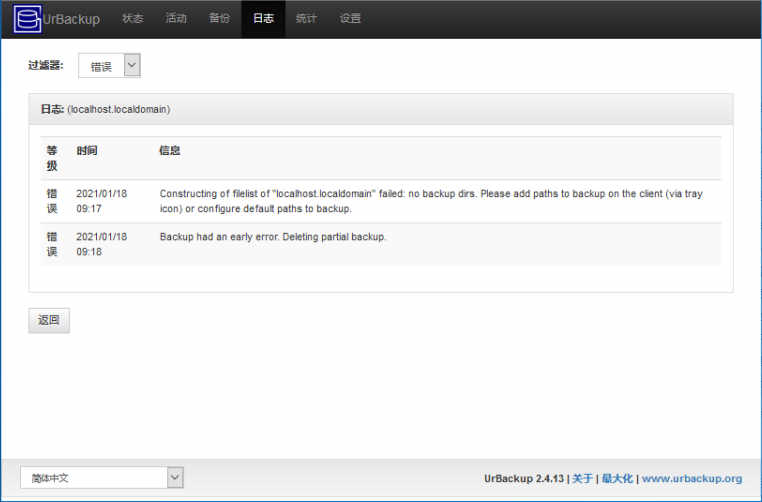 UrBackup 状态 活动 备份 日志 统计 设置
过滤器: 错误
日志: (localhost.localdomain)
等级 时间 信息
错误 2021/01/18 09:17 Constructing of filelist of "localhost.localdomain" failed: no backup dirs. Please add paths to backup on the client (via tray
icon) or configure default paths to backup.
错误 2021/01/18 09:18 Backup had an early error. Deleting partial backup.
返回
简体中文 UrBackup 2.4.13 | 关于 | 最大化 | www.urbackup.org